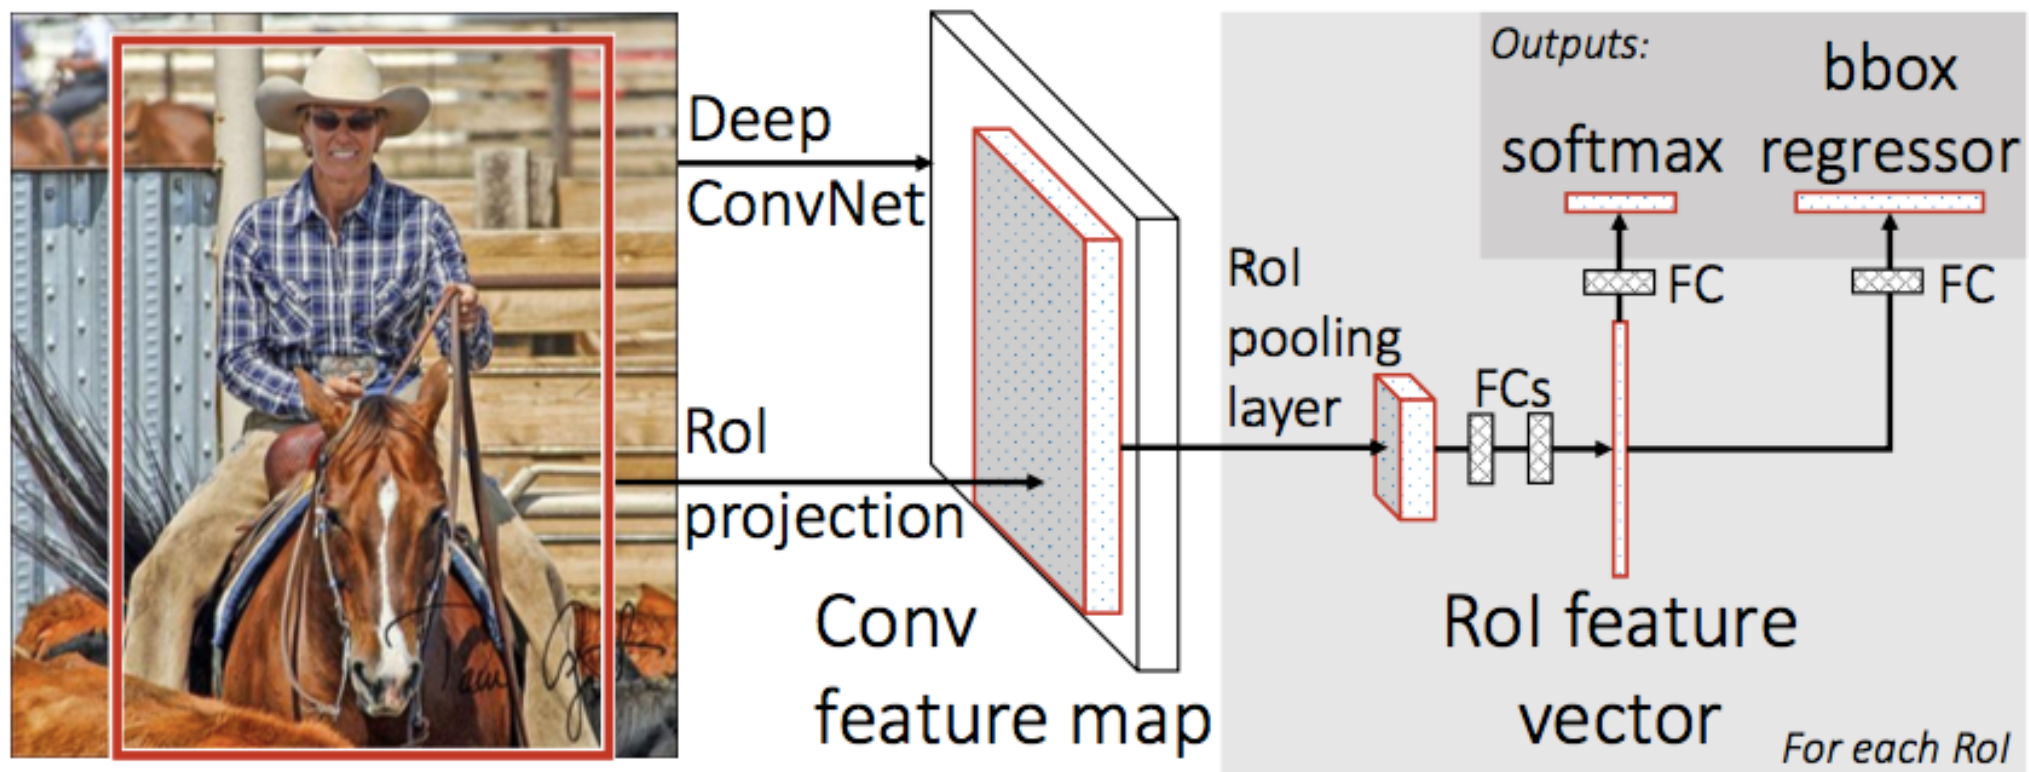 Deep
ConvNet
RoI
projection
Conv
feature map
RoI
pooling
layer
FCs
RoI feature
vector
For each RoI
Outputs:
softmax
bbox
regressor
FC
FC